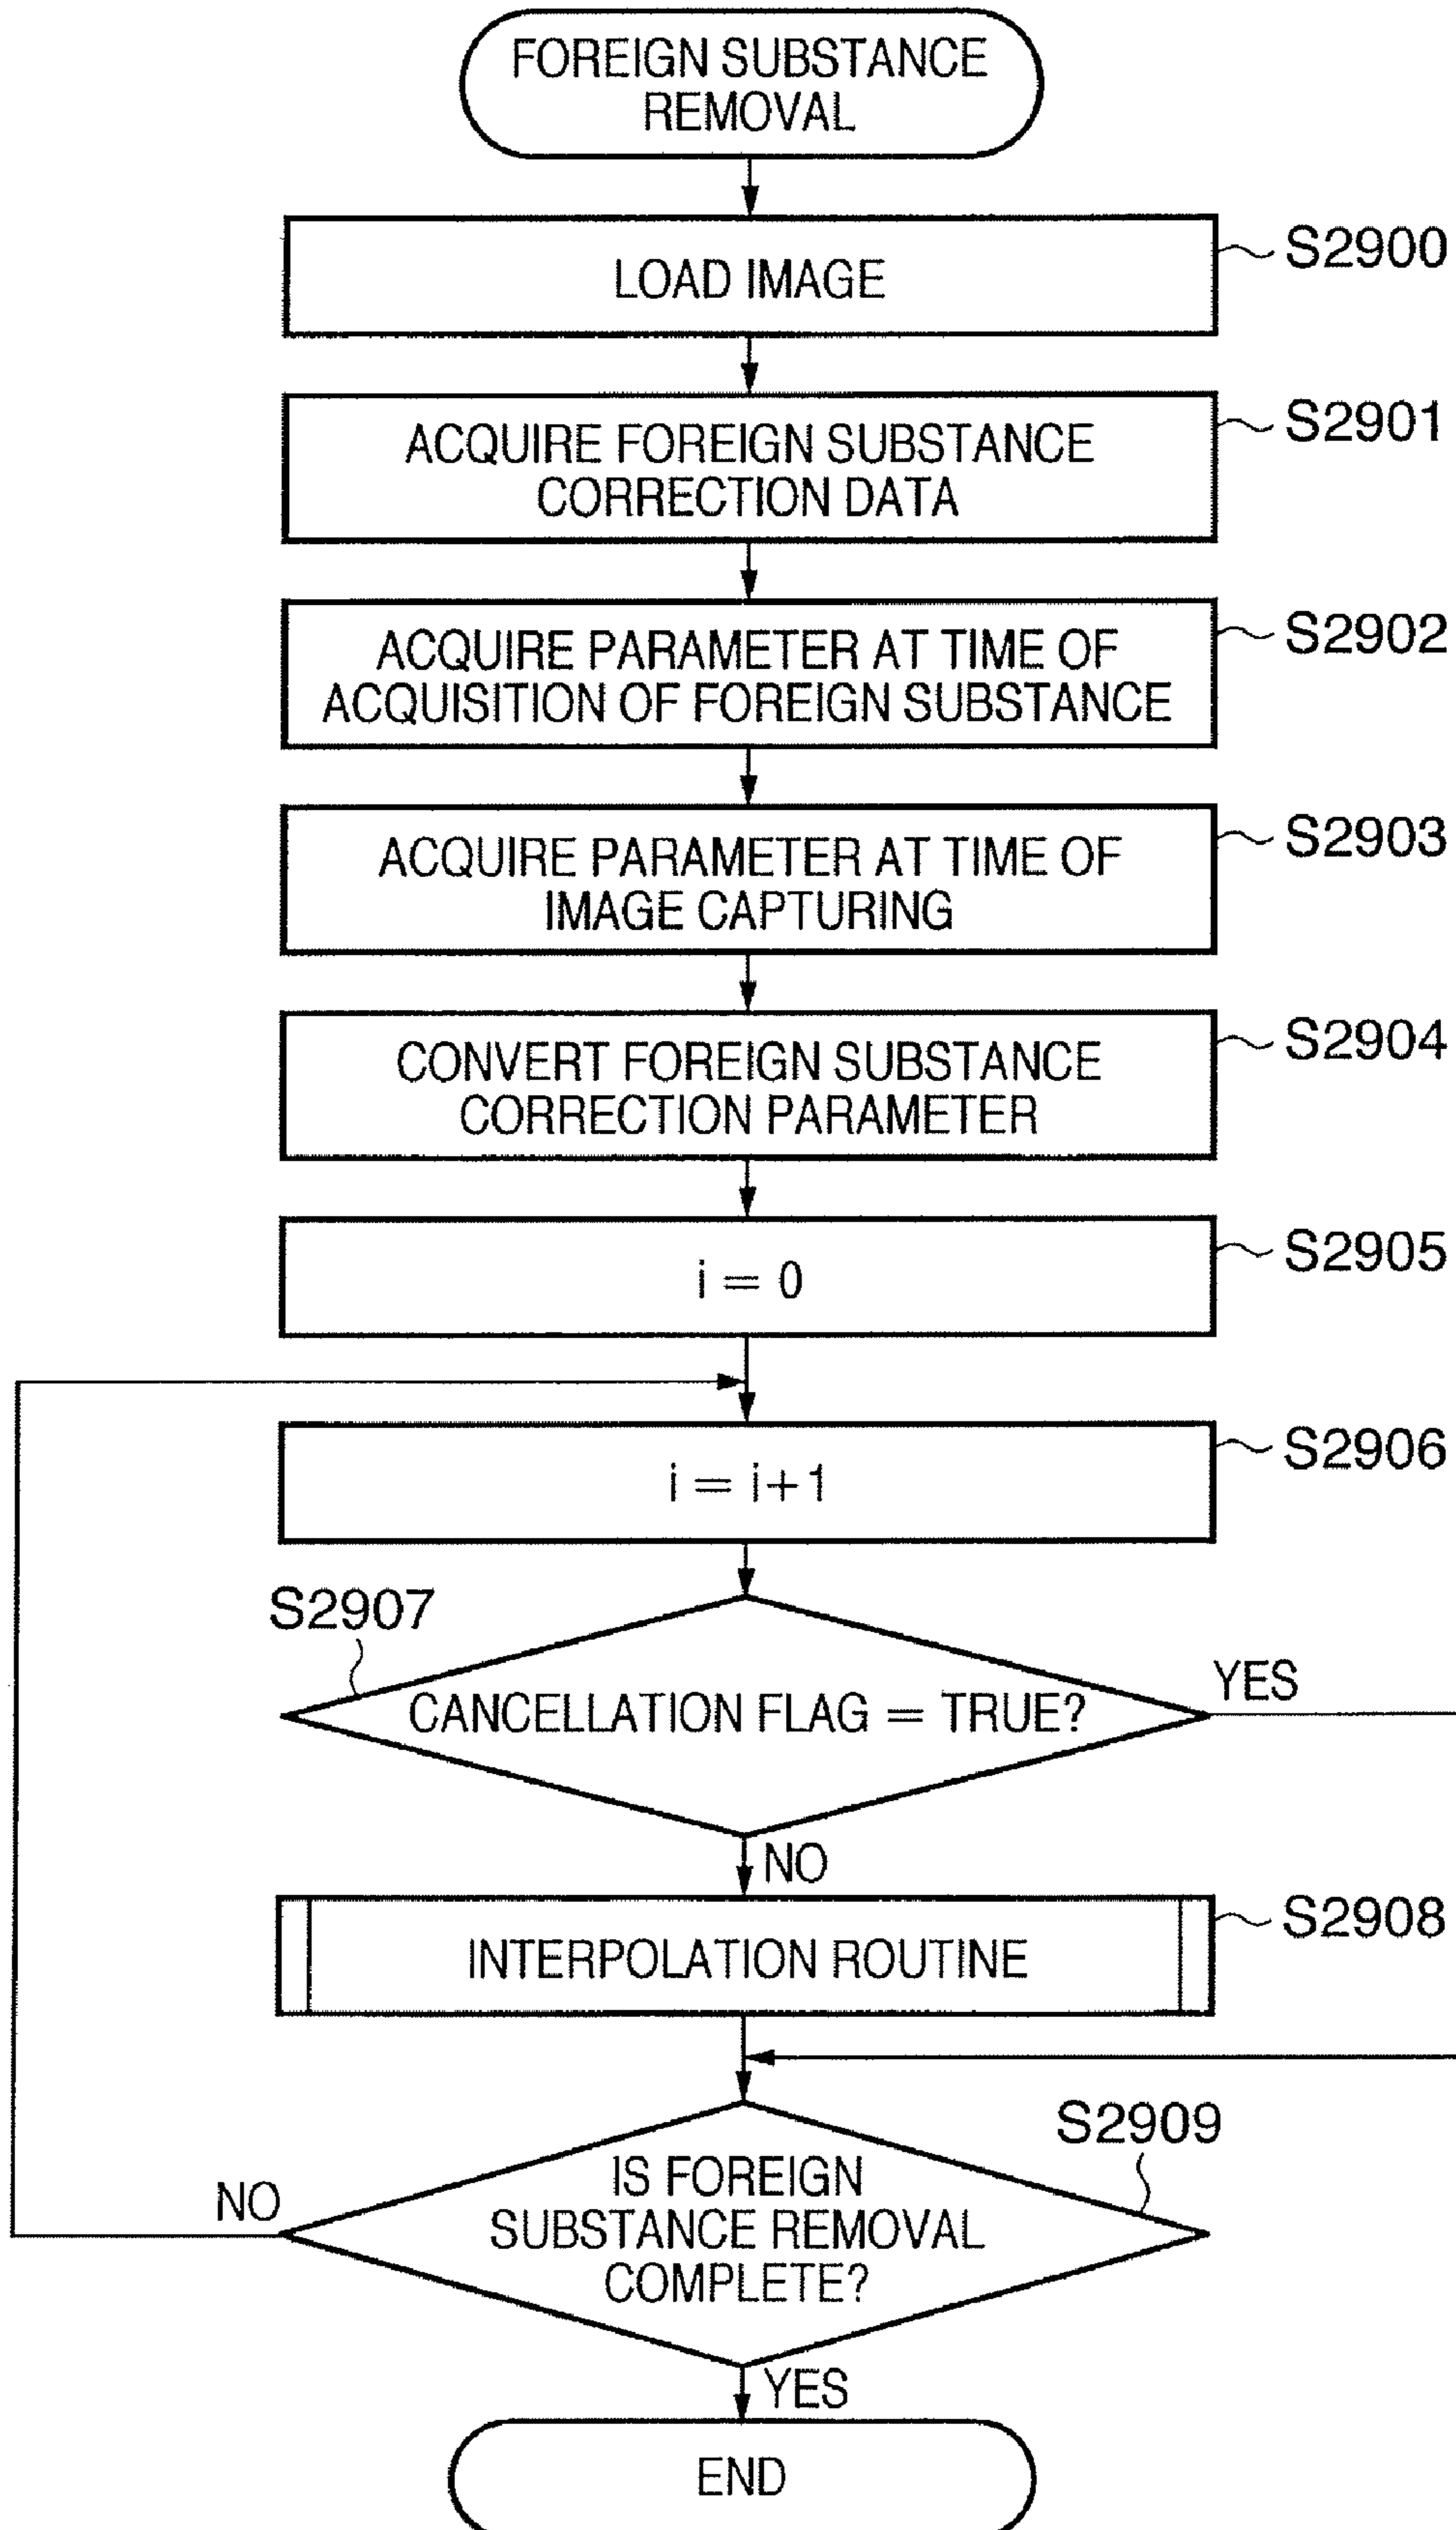 FOREIGN SUBSTANCE
REMOVAL
LOAD IMAGE
S2900
ACQUIRE FOREIGN SUBSTANCE
CORRECTION DATA
S2901
ACQUIRE PARAMETER AT TIME OF
ACQUISITION OF FOREIGN SUBSTANCE
S2902
ACQUIRE PARAMETER AT TIME OF
IMAGE CAPTURING
S2903
CONVERT FOREIGN SUBSTANCE
CORRECTION PARAMETER
S2904
i = 0
S2905
i = i+1
S2906
S2907
CANCELLATION FLAG = TRUE?
YES
NO
INTERPOLATION ROUTINE
S2908
S2909
IS FOREIGN
SUBSTANCE REMOVAL
COMPLETE?
NO
YES
END